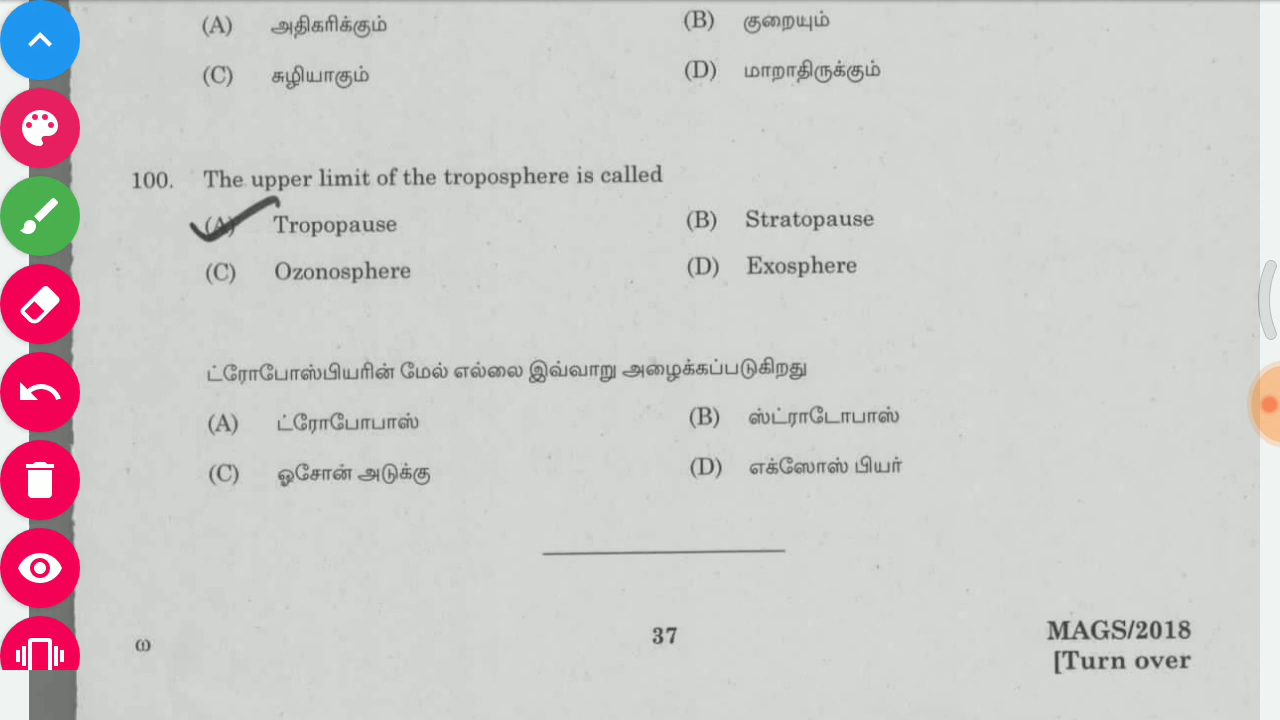 (A) அதிகரிக்கும் (B) குறையும்
(C) சுழியாகும் (D) மாறாதிருக்கும்
100. The upper limit of the troposphere is called
(A) Tropopause (B) Stratopause
(C) Ozonosphere (D) Exosphere
ட்ரோபோஸ்பியரின் மேல் எல்லை இவ்வாறு அழைக்கப்படுகிறது
(A) ட்ரோபோபாஸ் (B) ஸ்ட்ராடோபாஸ்
(C) ஓசோன் அடுக்கு (D) எக்ஸோஸ் பியர்
ω 37 MAGS/2018
[Turn over